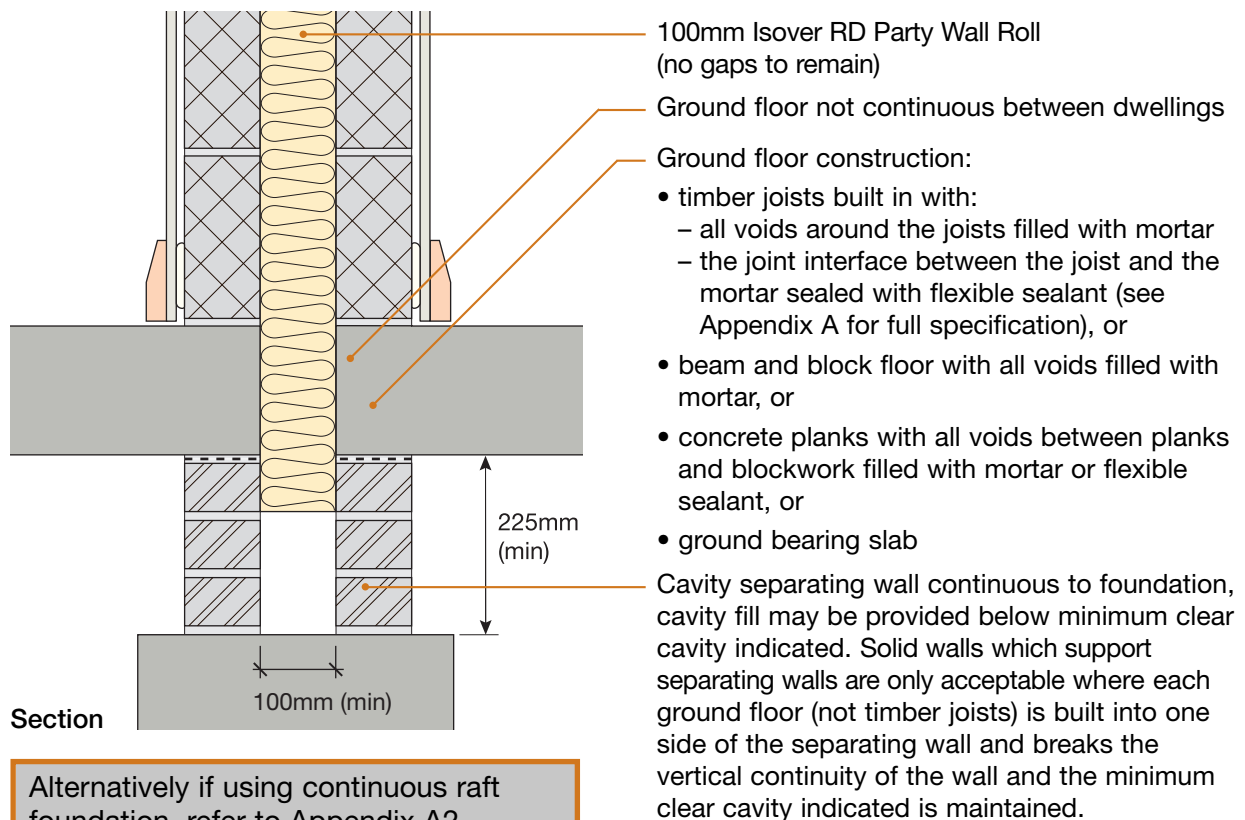 100mm Isover RD Party Wall Roll
(no gaps to remain)
Ground floor not continuous between dwellings
Ground floor construction:
• timber joists built in with:
– all voids around the joists filled with mortar
– the joint interface between the joist and the
mortar sealed with flexible sealant (see
Appendix A for full specification), or
• beam and block floor with all voids filled with
mortar, or
• concrete planks with all voids between planks
and blockwork filled with mortar or flexible
sealant, or
• ground bearing slab
Cavity separating wall continuous to foundation,
cavity fill may be provided below minimum clear
cavity indicated. Solid walls which support
separating walls are only acceptable where each
ground floor (not timber joists) is built into one
side of the separating wall and breaks the
vertical continuity of the wall and the minimum
clear cavity indicated is maintained.
225mm
(min)
100mm (min)
Section
Alternatively if using continuous raft
foundation, refer to Appendix A2